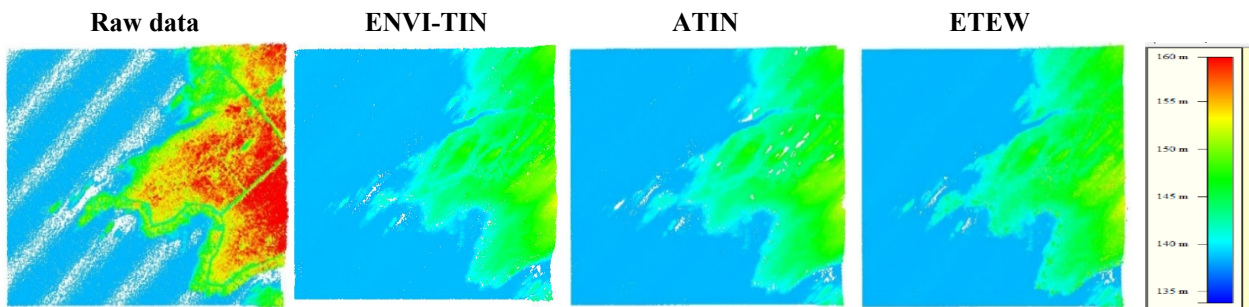 Raw data ENVI-TIN ATIN ETEW
160 m
155 m
150 m
145 m
140 m
135 m